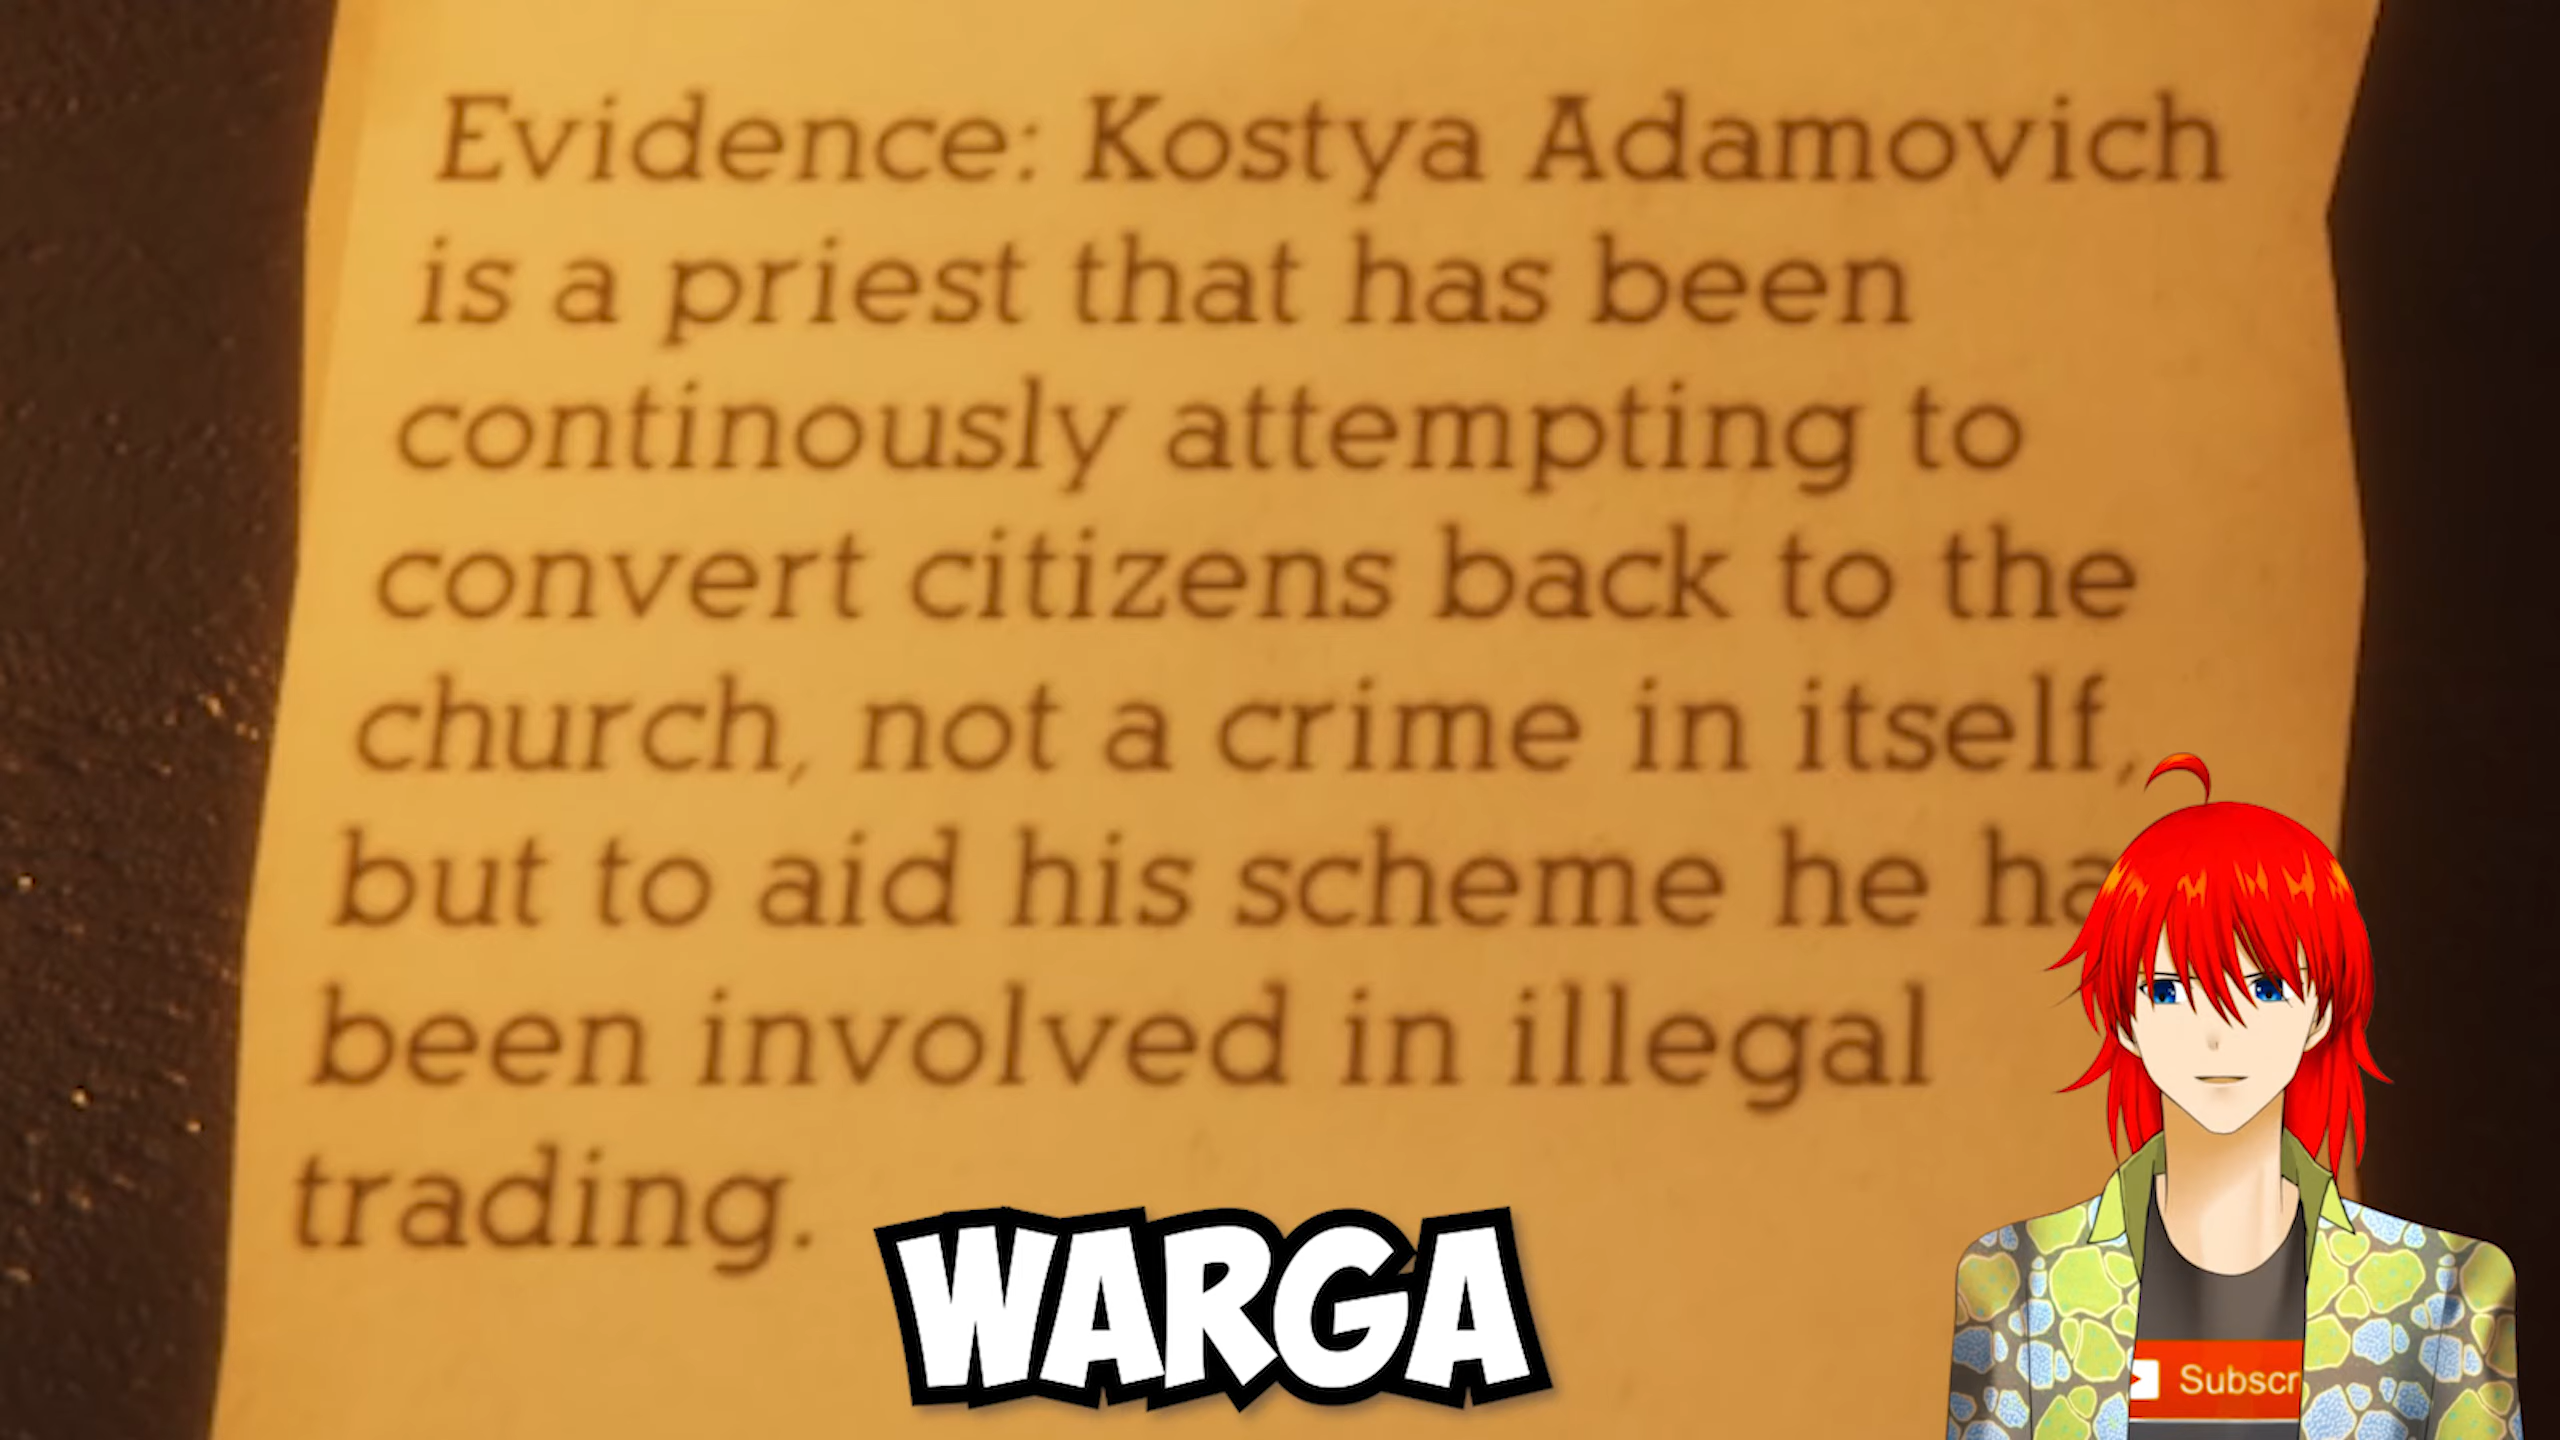 Evidence: Kostya Adamovich
is a priest that has been
continously attempting to
convert citizens back to the
church, not a crime in itself,
but to aid his scheme he ha
been involved in illegal
trading.
WARGA
Subscr